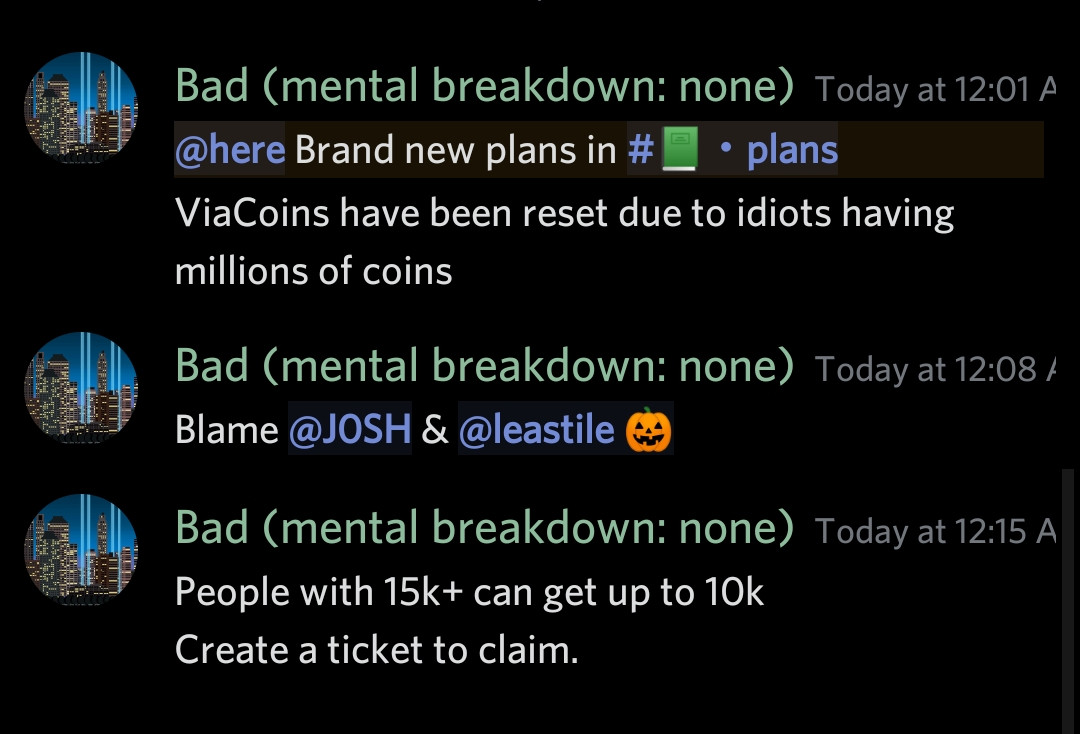 Bad (mental breakdown: none) Today at 12:01 A
@here Brand new plans in #📗 • plans
ViaCoins have been reset due to idiots having
millions of coins
Bad (mental breakdown: none) Today at 12:08 A
Blame @JOSH & @leastile 🎃
Bad (mental breakdown: none) Today at 12:15 A
People with 15k+ can get up to 10k
Create a ticket to claim.